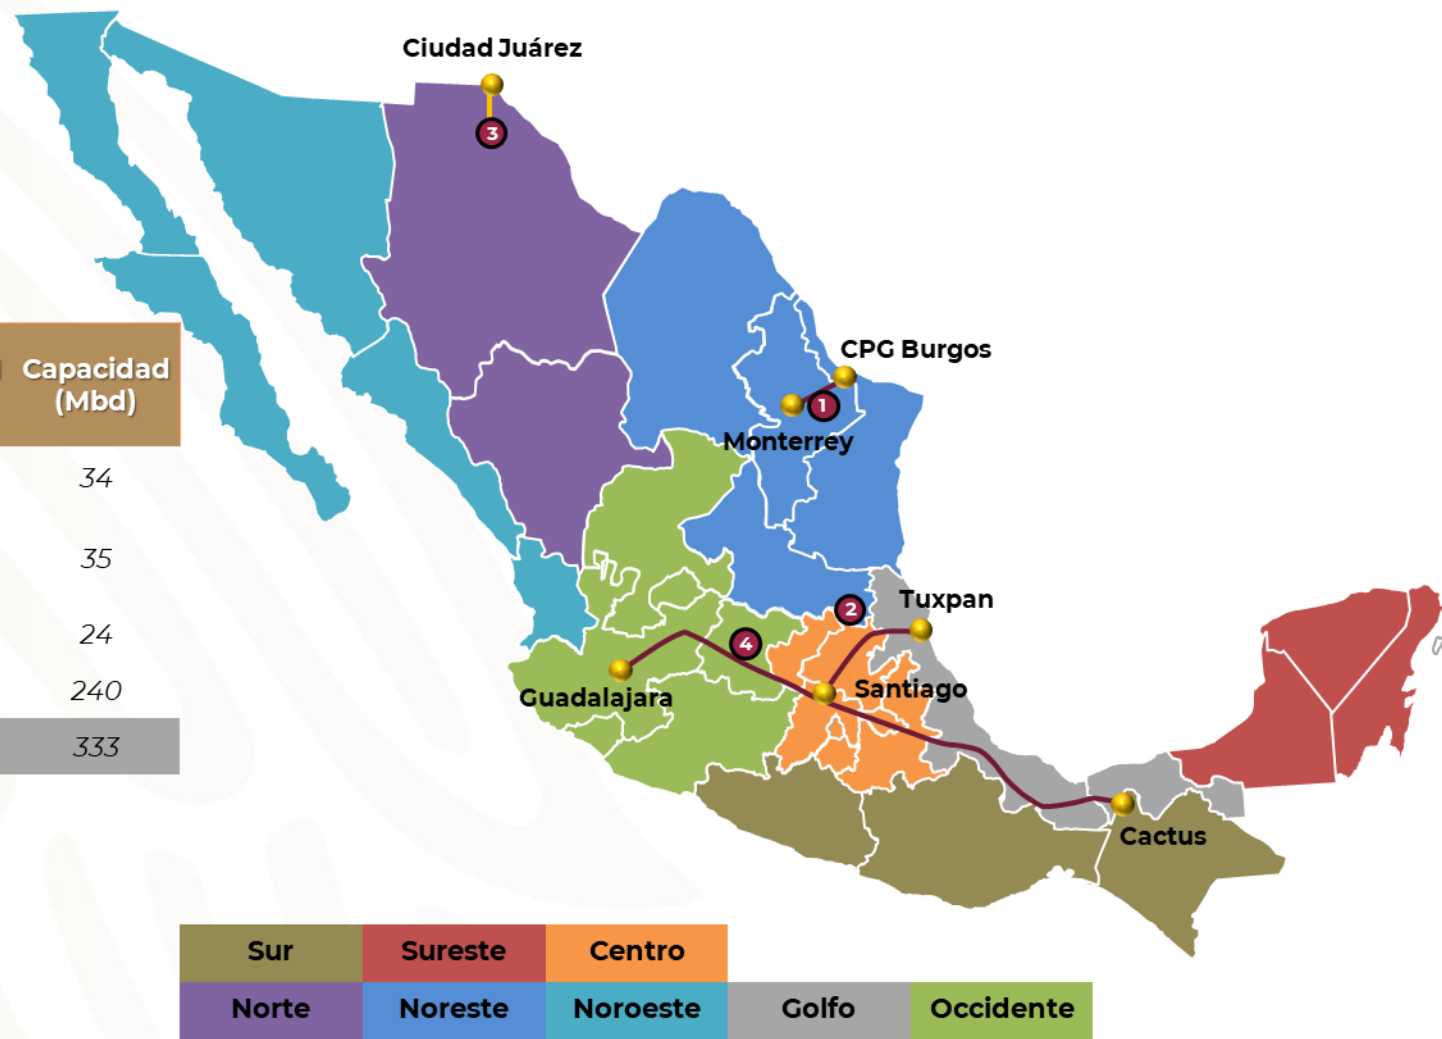 Ciudad Juárez
3
CPG Burgos
1
Monterrey
Capacidad
(Mbd)
34
35
24
240
333
2
Tuxpan
4
Guadalajara
Santiago
Cactus
Sur
Sureste
Centro
Norte
Noreste
Noroeste
Golfo
Occidente